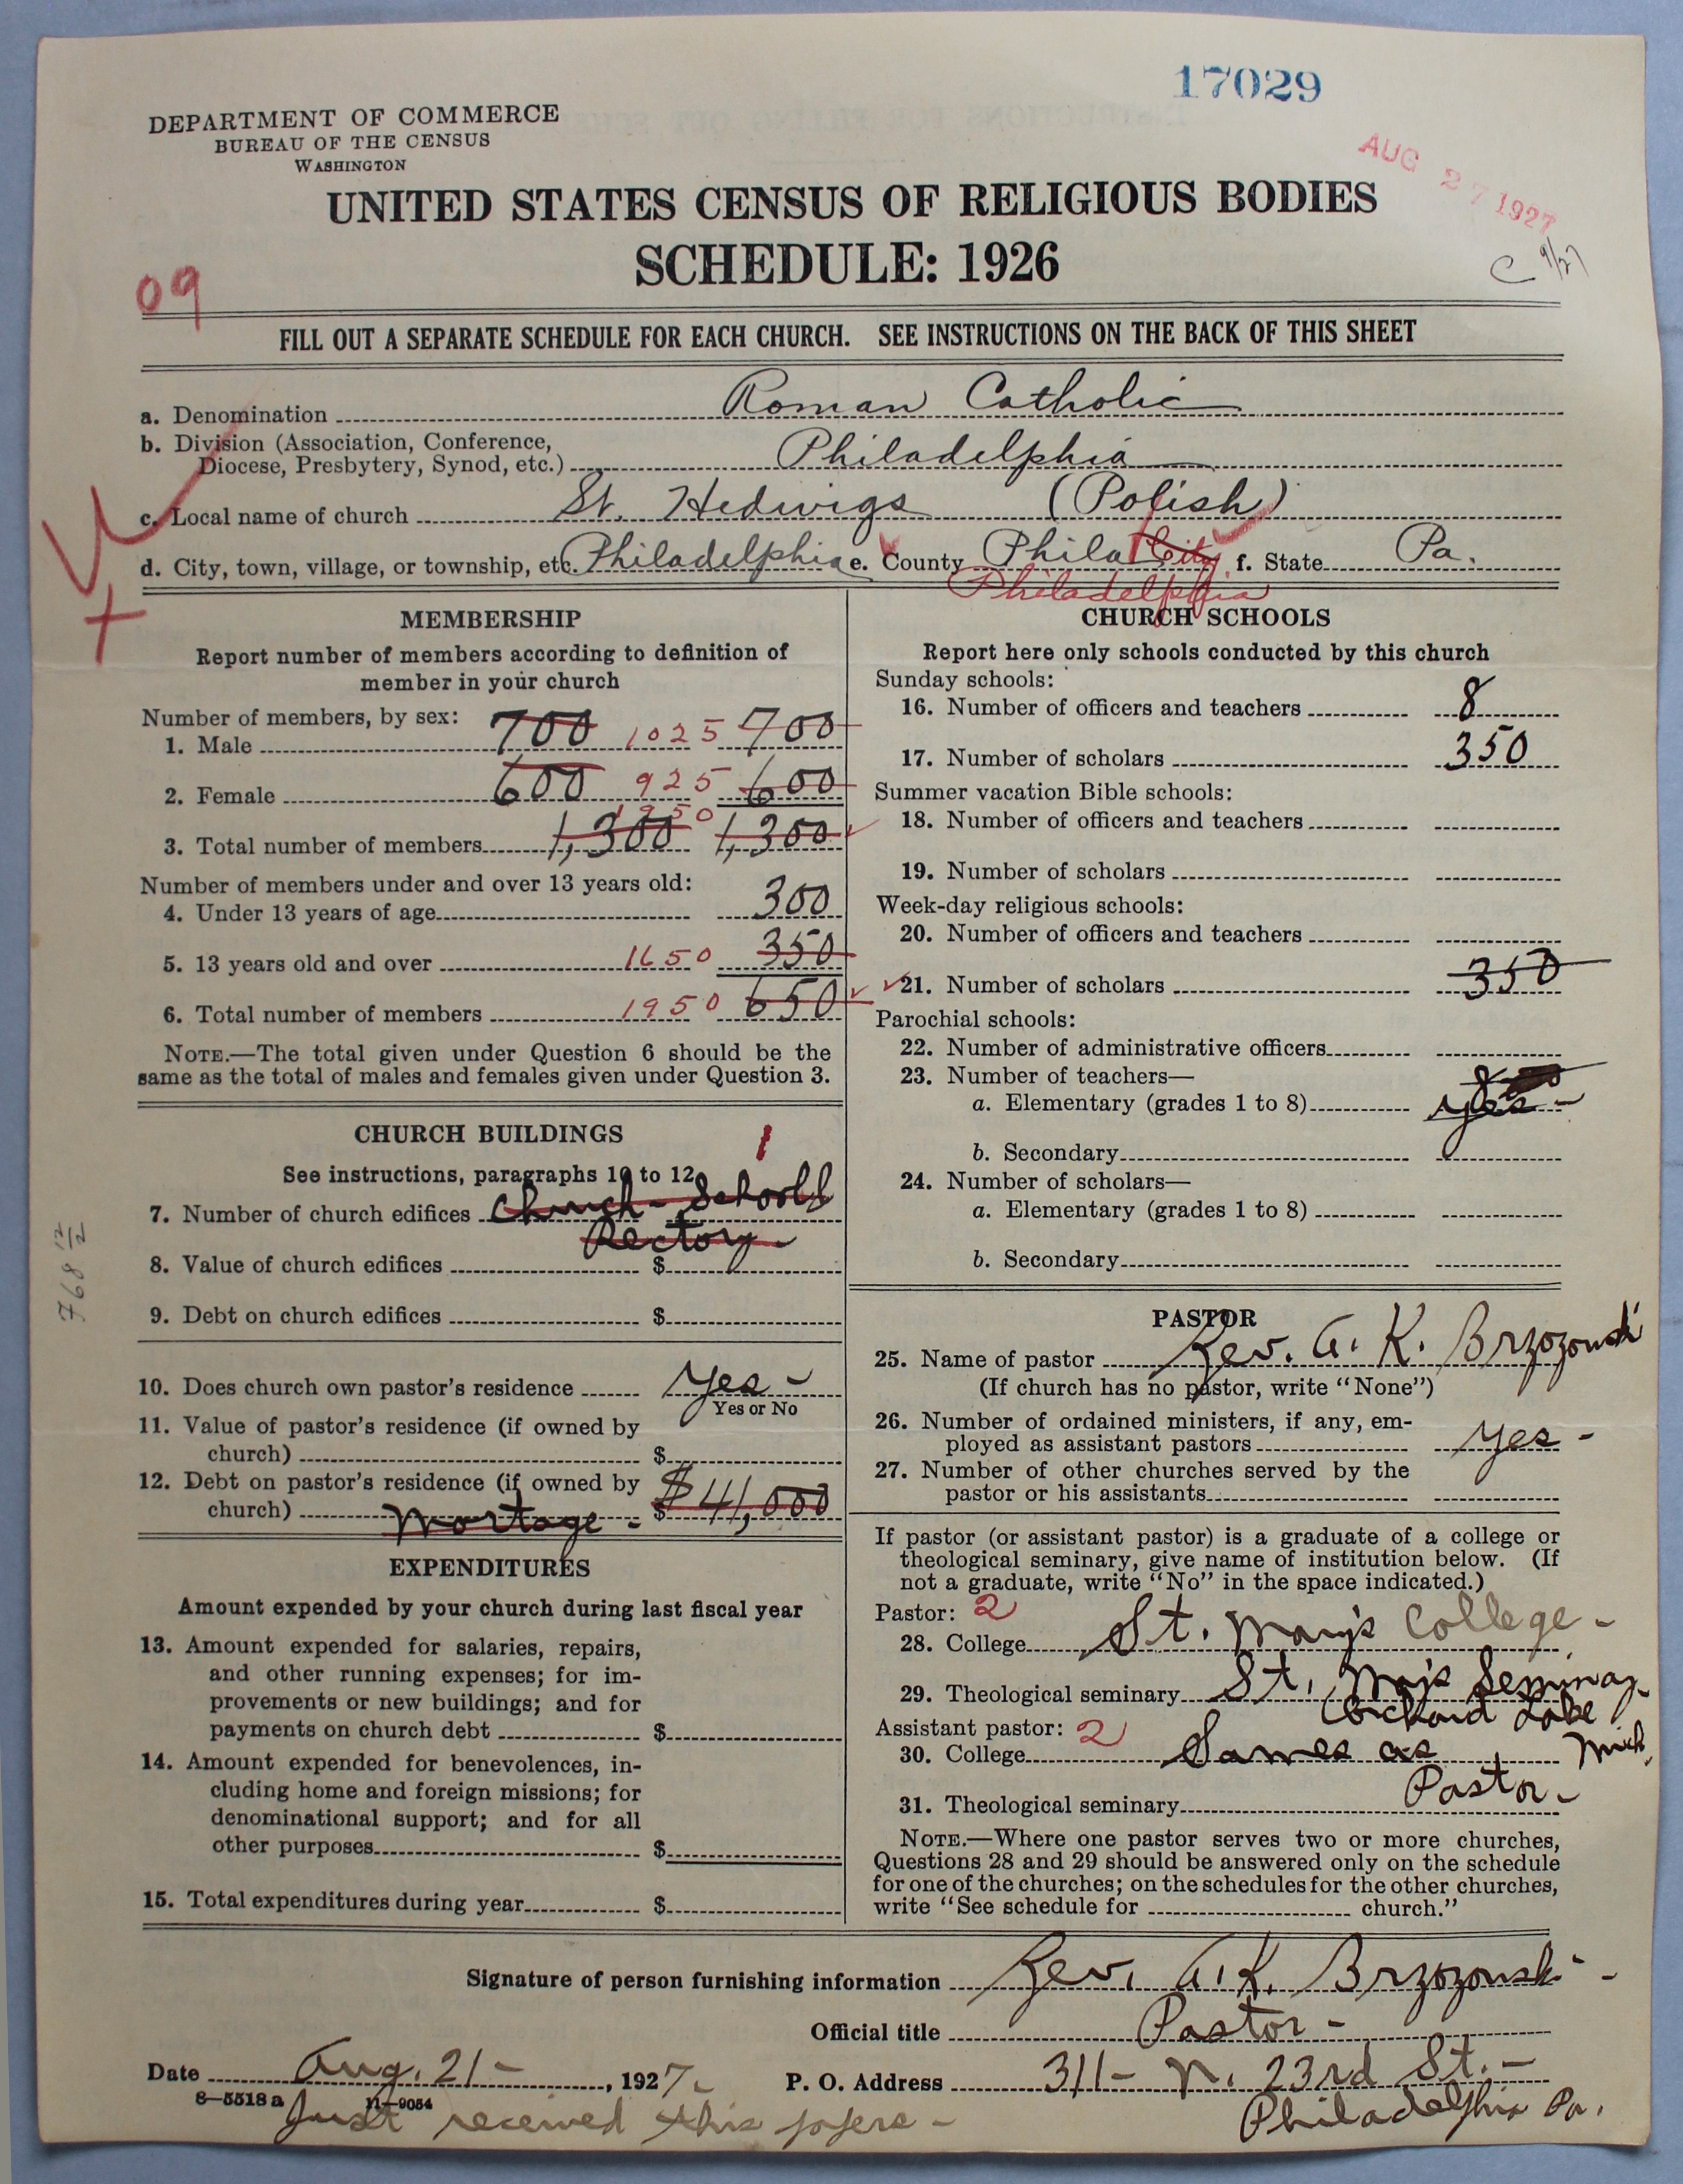 17029
DEPARTMENT OF COMMERCE
BUREAU OF THE CENSUS
WASHINGTON
AUG 27 1927
UNITED STATES CENSUS OF RELIGIOUS BODIES
SCHEDULE: 1926
C 9/27
09
FILL OUT A SEPARATE SCHEDULE FOR EACH CHURCH. SEE INSTRUCTIONS ON THE BACK OF THIS SHEET
a. Denomination Roman Catholic
b. Division (Association, Conference,
Diocese, Presbytery, Synod, etc.) Philadelphia
c. Local name of church St. Hedwigs (Polish)
d. City, town, village, or township, etc. Philadelphia e. County Phila City f. State Pa.
Philadelphia
MEMBERSHIP
Report number of members according to definition of
member in your church
Number of members, by sex:
1. Male 700 1025 700
2. Female 600 925 600
1950
3. Total number of members 1,300 1,300
Number of members under and over 13 years old:
4. Under 13 years of age 300
5. 13 years old and over 1650 350
6. Total number of members 1950 650
NOTE.—The total given under Question 6 should be the
same as the total of males and females given under Question 3.
CHURCH BUILDINGS
1
See instructions, paragraphs 10 to 12
7. Number of church edifices Church - School
Rectory -
8. Value of church edifices $
9. Debt on church edifices $
10. Does church own pastor's residence Yes -
Yes or No
11. Value of pastor's residence (if owned by
church) $
12. Debt on pastor's residence (if owned by
church) Mortage - $ $41,000
EXPENDITURES
Amount expended by your church during last fiscal year
13. Amount expended for salaries, repairs,
and other running expenses; for im-
provements or new buildings; and for
payments on church debt $
14. Amount expended for benevolences, in-
cluding home and foreign missions; for
denominational support; and for all
other purposes $
15. Total expenditures during year $
CHURCH SCHOOLS
Report here only schools conducted by this church
Sunday schools:
16. Number of officers and teachers 8
17. Number of scholars 350
Summer vacation Bible schools:
18. Number of officers and teachers
19. Number of scholars
Week-day religious schools:
20. Number of officers and teachers
21. Number of scholars 350
Parochial schools:
22. Number of administrative officers
23. Number of teachers—
8
a. Elementary (grades 1 to 8) yes -
b. Secondary
24. Number of scholars—
a. Elementary (grades 1 to 8)
b. Secondary
PASTOR
25. Name of pastor Rev. A. K. Brzozowski
(If church has no pastor, write "None")
26. Number of ordained ministers, if any, em-
ployed as assistant pastors yes -
27. Number of other churches served by the
pastor or his assistants
If pastor (or assistant pastor) is a graduate of a college or
theological seminary, give name of institution below. (If
not a graduate, write "No" in the space indicated.)
Pastor: 2
28. College St. Mary's College -
29. Theological seminary St. Mary's Seminary
Orchard Lake
Mich.
Assistant pastor: 2
30. College Same as
Pastor -
31. Theological seminary
NOTE.—Where one pastor serves two or more churches,
Questions 28 and 29 should be answered only on the schedule
for one of the churches; on the schedules for the other churches,
write "See schedule for church."
Signature of person furnishing information Rev. A. K. Brzozowski -
Official title Pastor -
Date Aug. 21 - , 1927. P. O. Address 311 - N. 23rd St. -
8—5518 a 11—9054
Just received this papers - Philadelphia Pa.